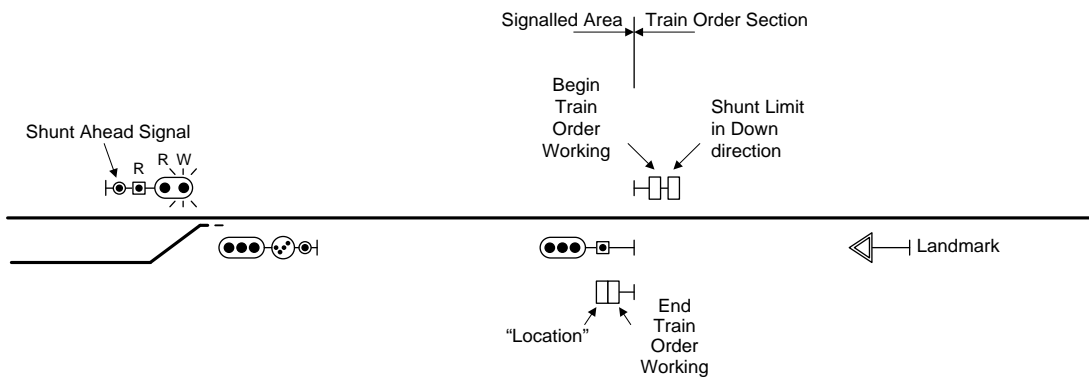 Signalled Area
Train Order Section
Begin
Train
Order
Working
Shunt Limit
in Down
direction
Shunt Ahead Signal
R
R W
Landmark
“Location”
End
Train
Order
Working